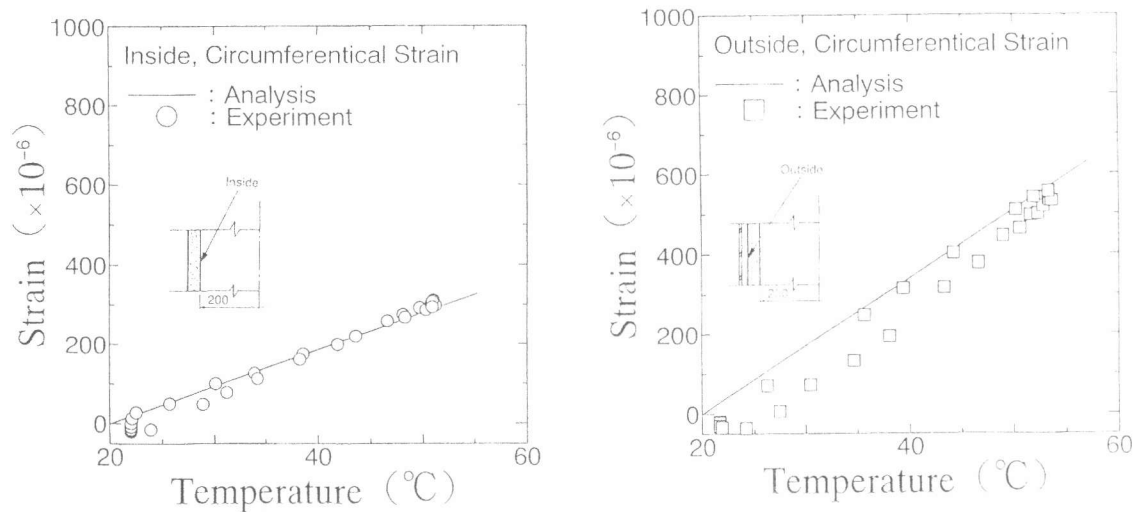 1000
Inside, Circumferentical Strain
: Analysis
: Experiment
800
600
400
200
0
Inside
200
Strain (×10⁻⁶)
20
40
60
Temperature (℃)
1000
Outside, Circumferentical Strain
: Analysis
: Experiment
800
600
400
200
0
Outside
Strain (×10⁻⁶)
20
40
60
Temperature (℃)